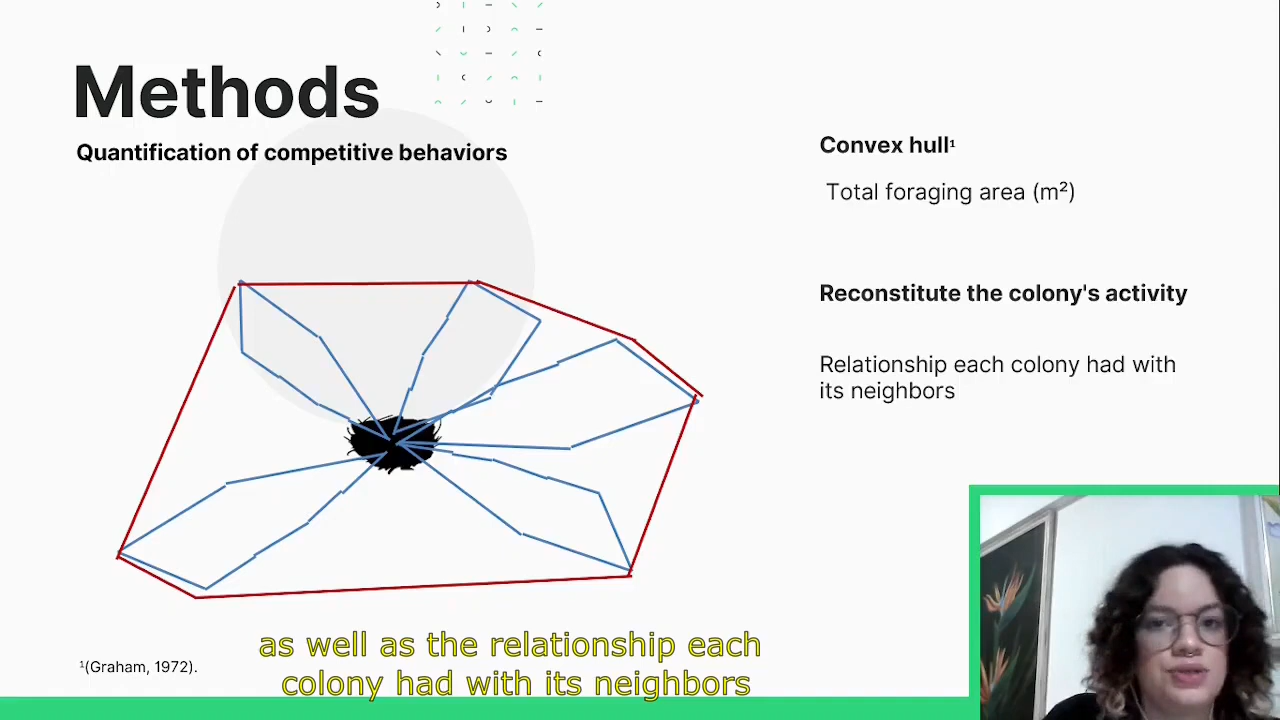 Methods
Quantification of competitive behaviors
Convex hull¹
Total foraging area (m²)
Reconstitute the colony's activity
Relationship each colony had with
its neighbors
¹(Graham, 1972).
as well as the relationship each
colony had with its neighbors